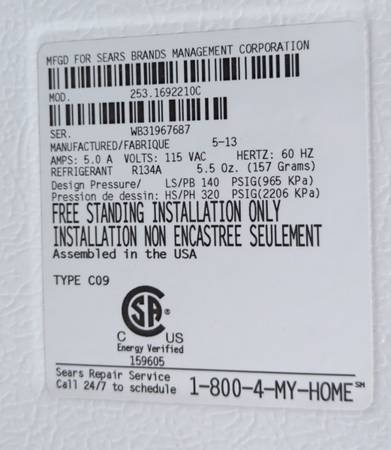 MFGD FOR SEARS BRANDS MANAGEMENT CORPORATION
MOD. 253.1692210C
SER. WB31967687
MANUFACTURED/FABRIQUE 5-13
AMPS: 5.0 A VOLTS: 115 VAC HERTZ: 60 HZ
REFRIGERANT R134A 5.5 Oz. (157 Grams)
Design Pressure/ LS/PB 140 PSIG(965 KPa)
Pression de dessin: HS/PH 320 PSIG(2206 KPa)
FREE STANDING INSTALLATION ONLY
INSTALLATION NON ENCASTREE SEULEMENT
Assembled in the USA
TYPE C09
SA ®
C US
Energy Verified
159605
Sears Repair Service
Call 24/7 to schedule 1-800-4-MY-HOME℠